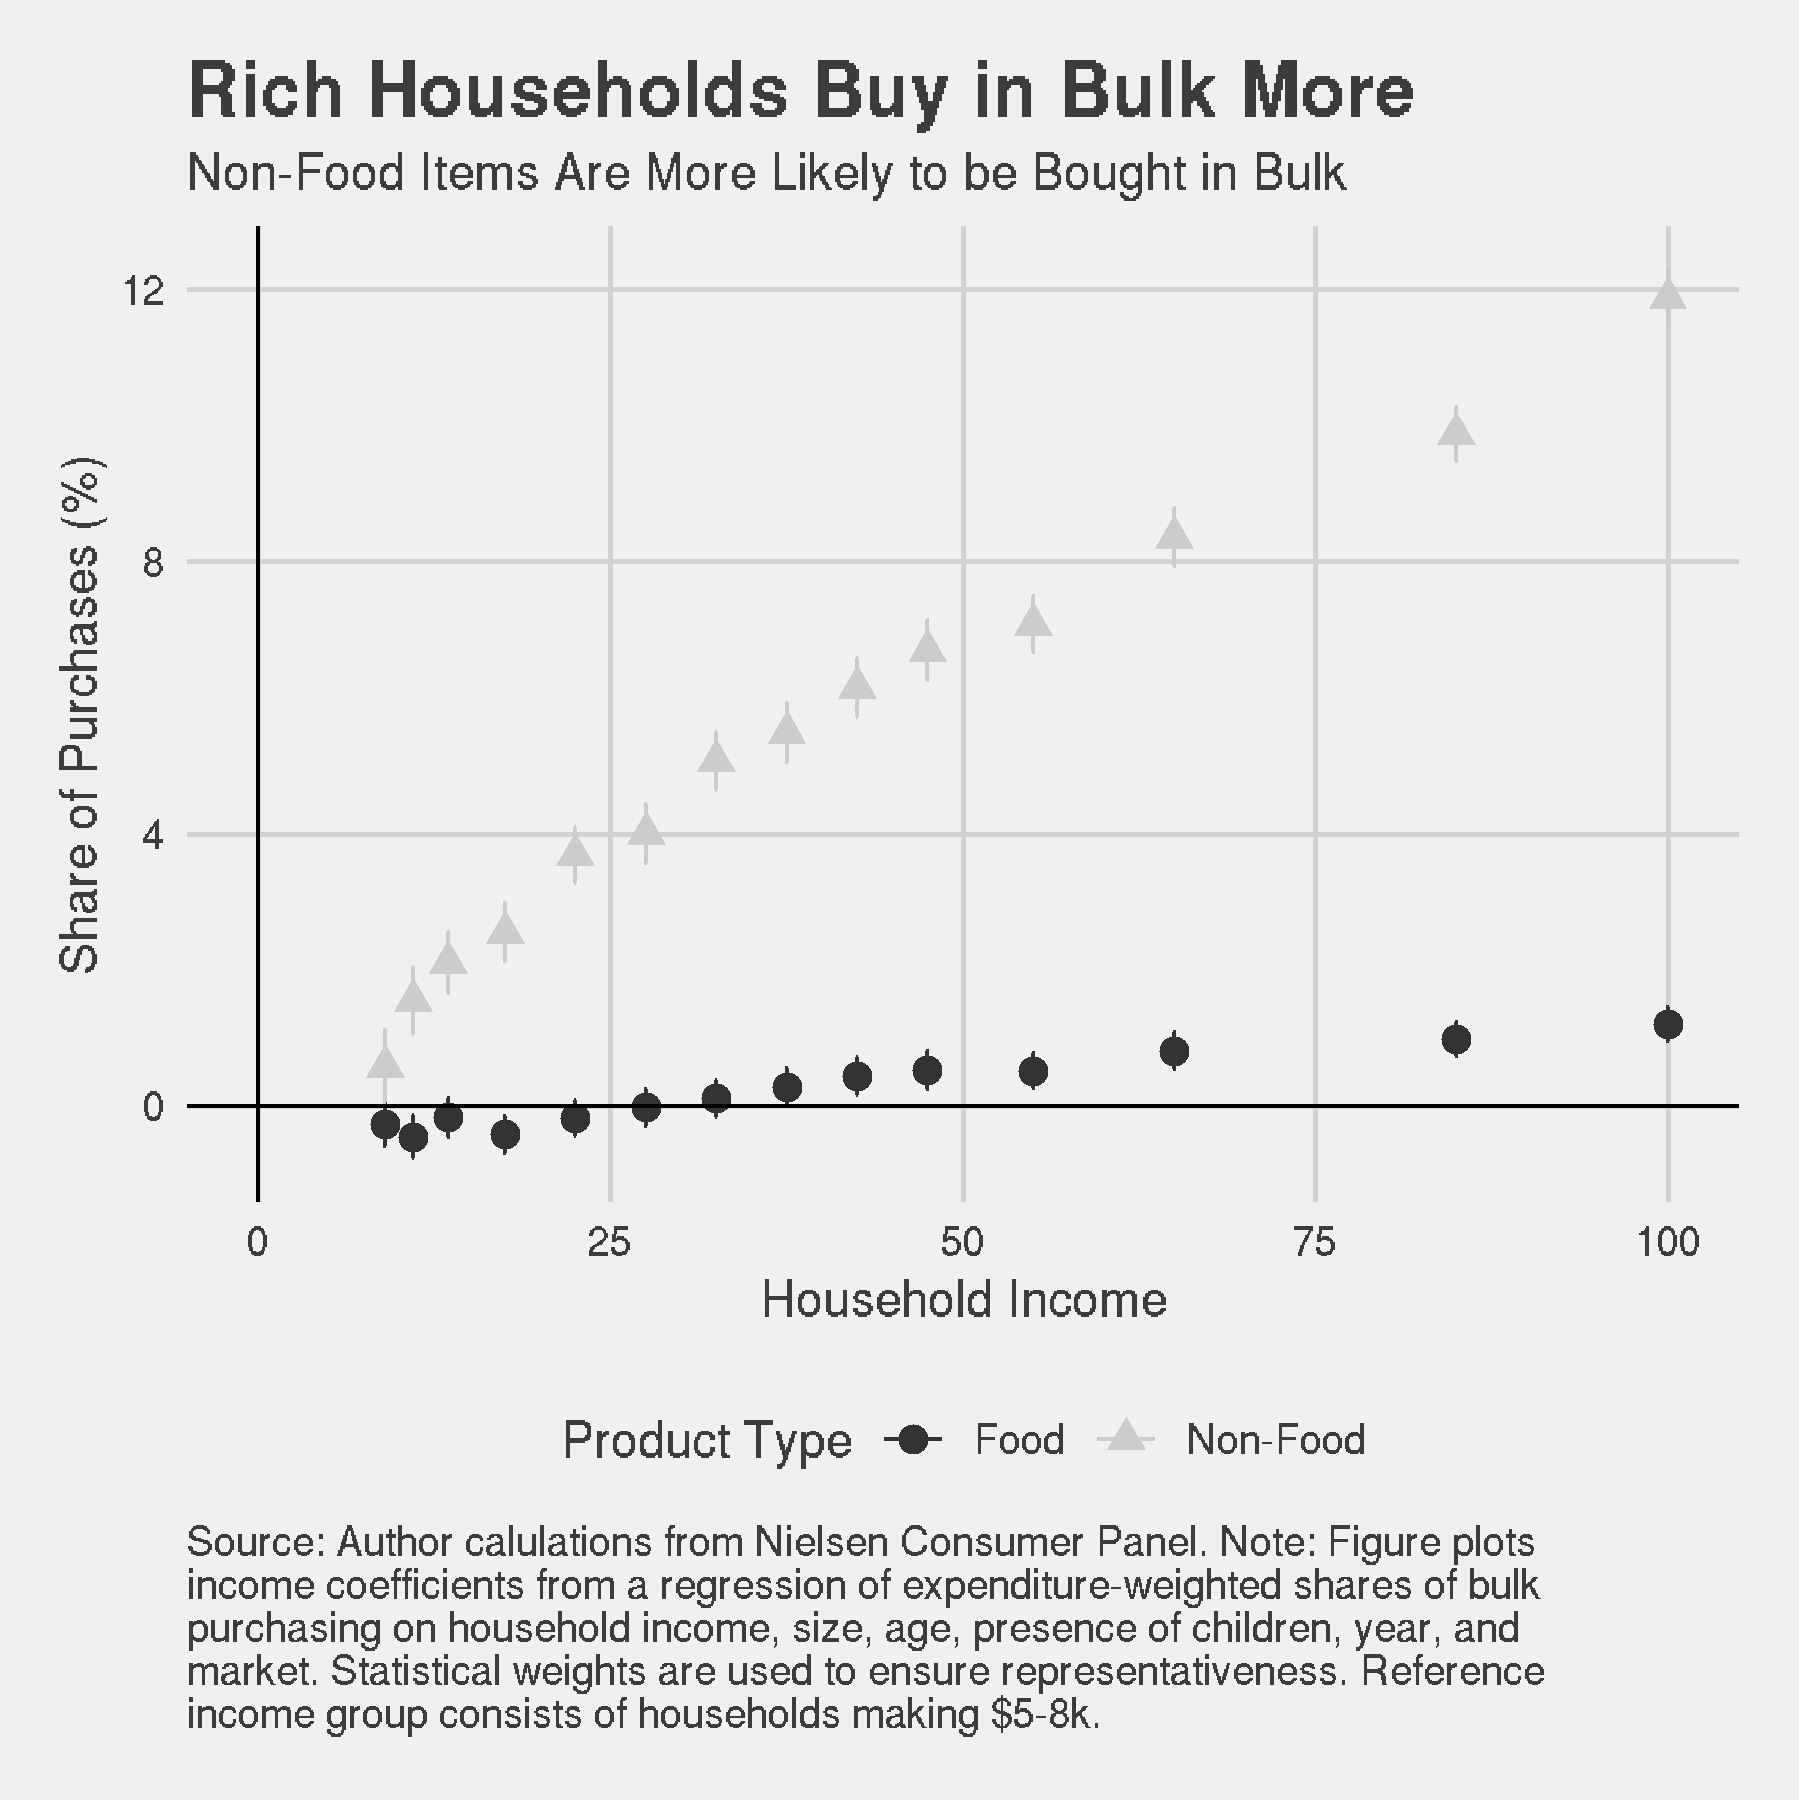 Rich Households Buy in Bulk More
Non-Food Items Are More Likely to be Bought in Bulk
Share of Purchases (%)
12
8
4
0
0 25 50 75 100
Household Income
Product Type Food Non-Food
Source: Author calulations from Nielsen Consumer Panel. Note: Figure plots
income coefficients from a regression of expenditure-weighted shares of bulk
purchasing on household income, size, age, presence of children, year, and
market. Statistical weights are used to ensure representativeness. Reference
income group consists of households making $5-8k.